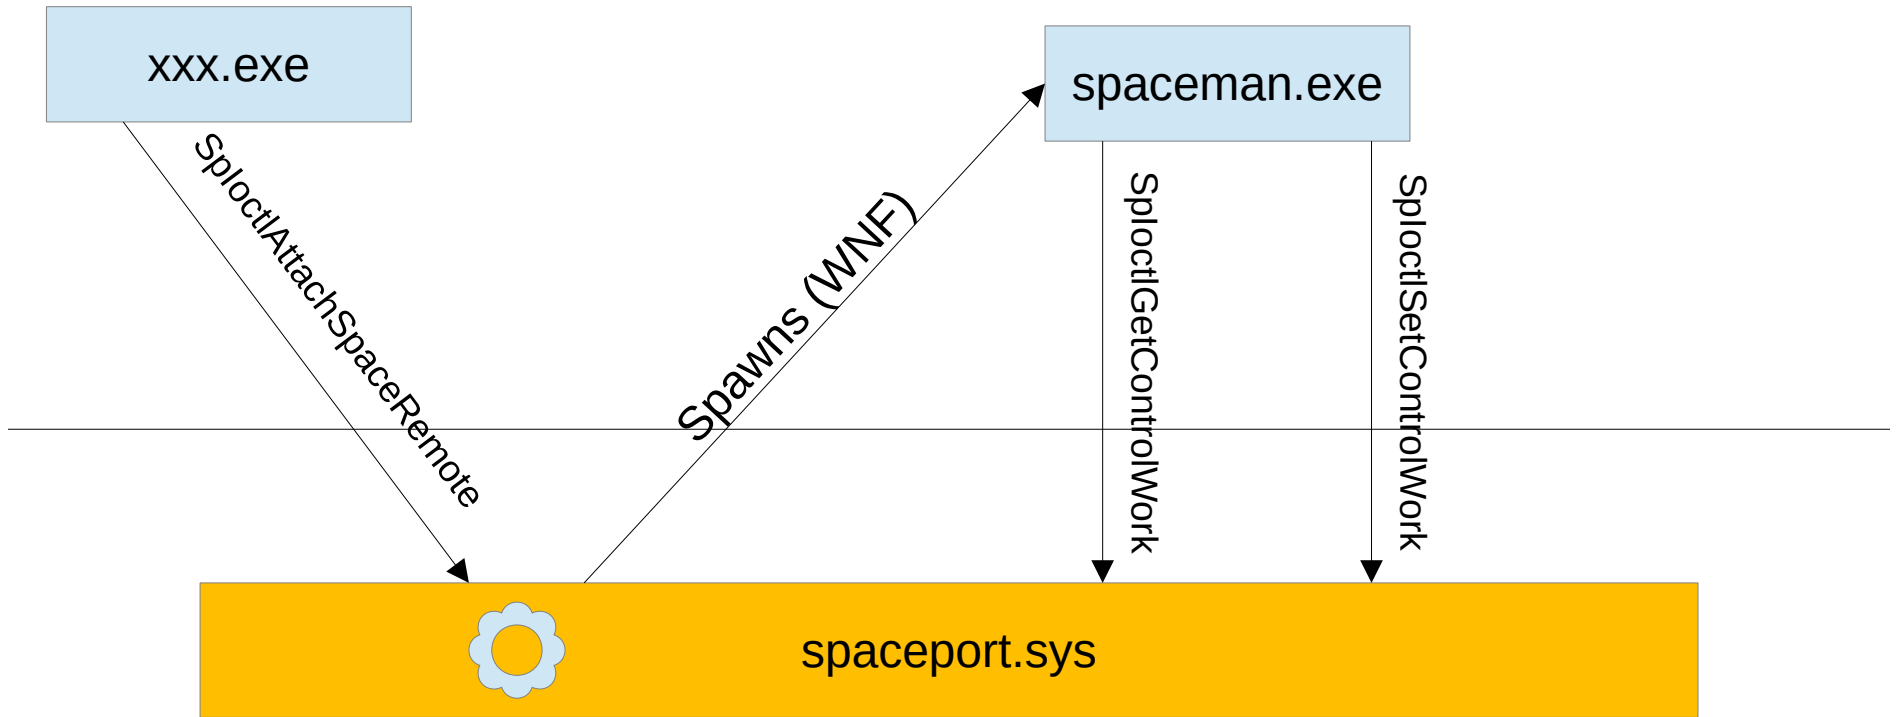 xxx.exe
spaceman.exe
SpIoctlAttachSpaceRemote
Spawns (WNF)
SpIoctlGetControlWork
SpIoctlSetControlWork
spaceport.sys